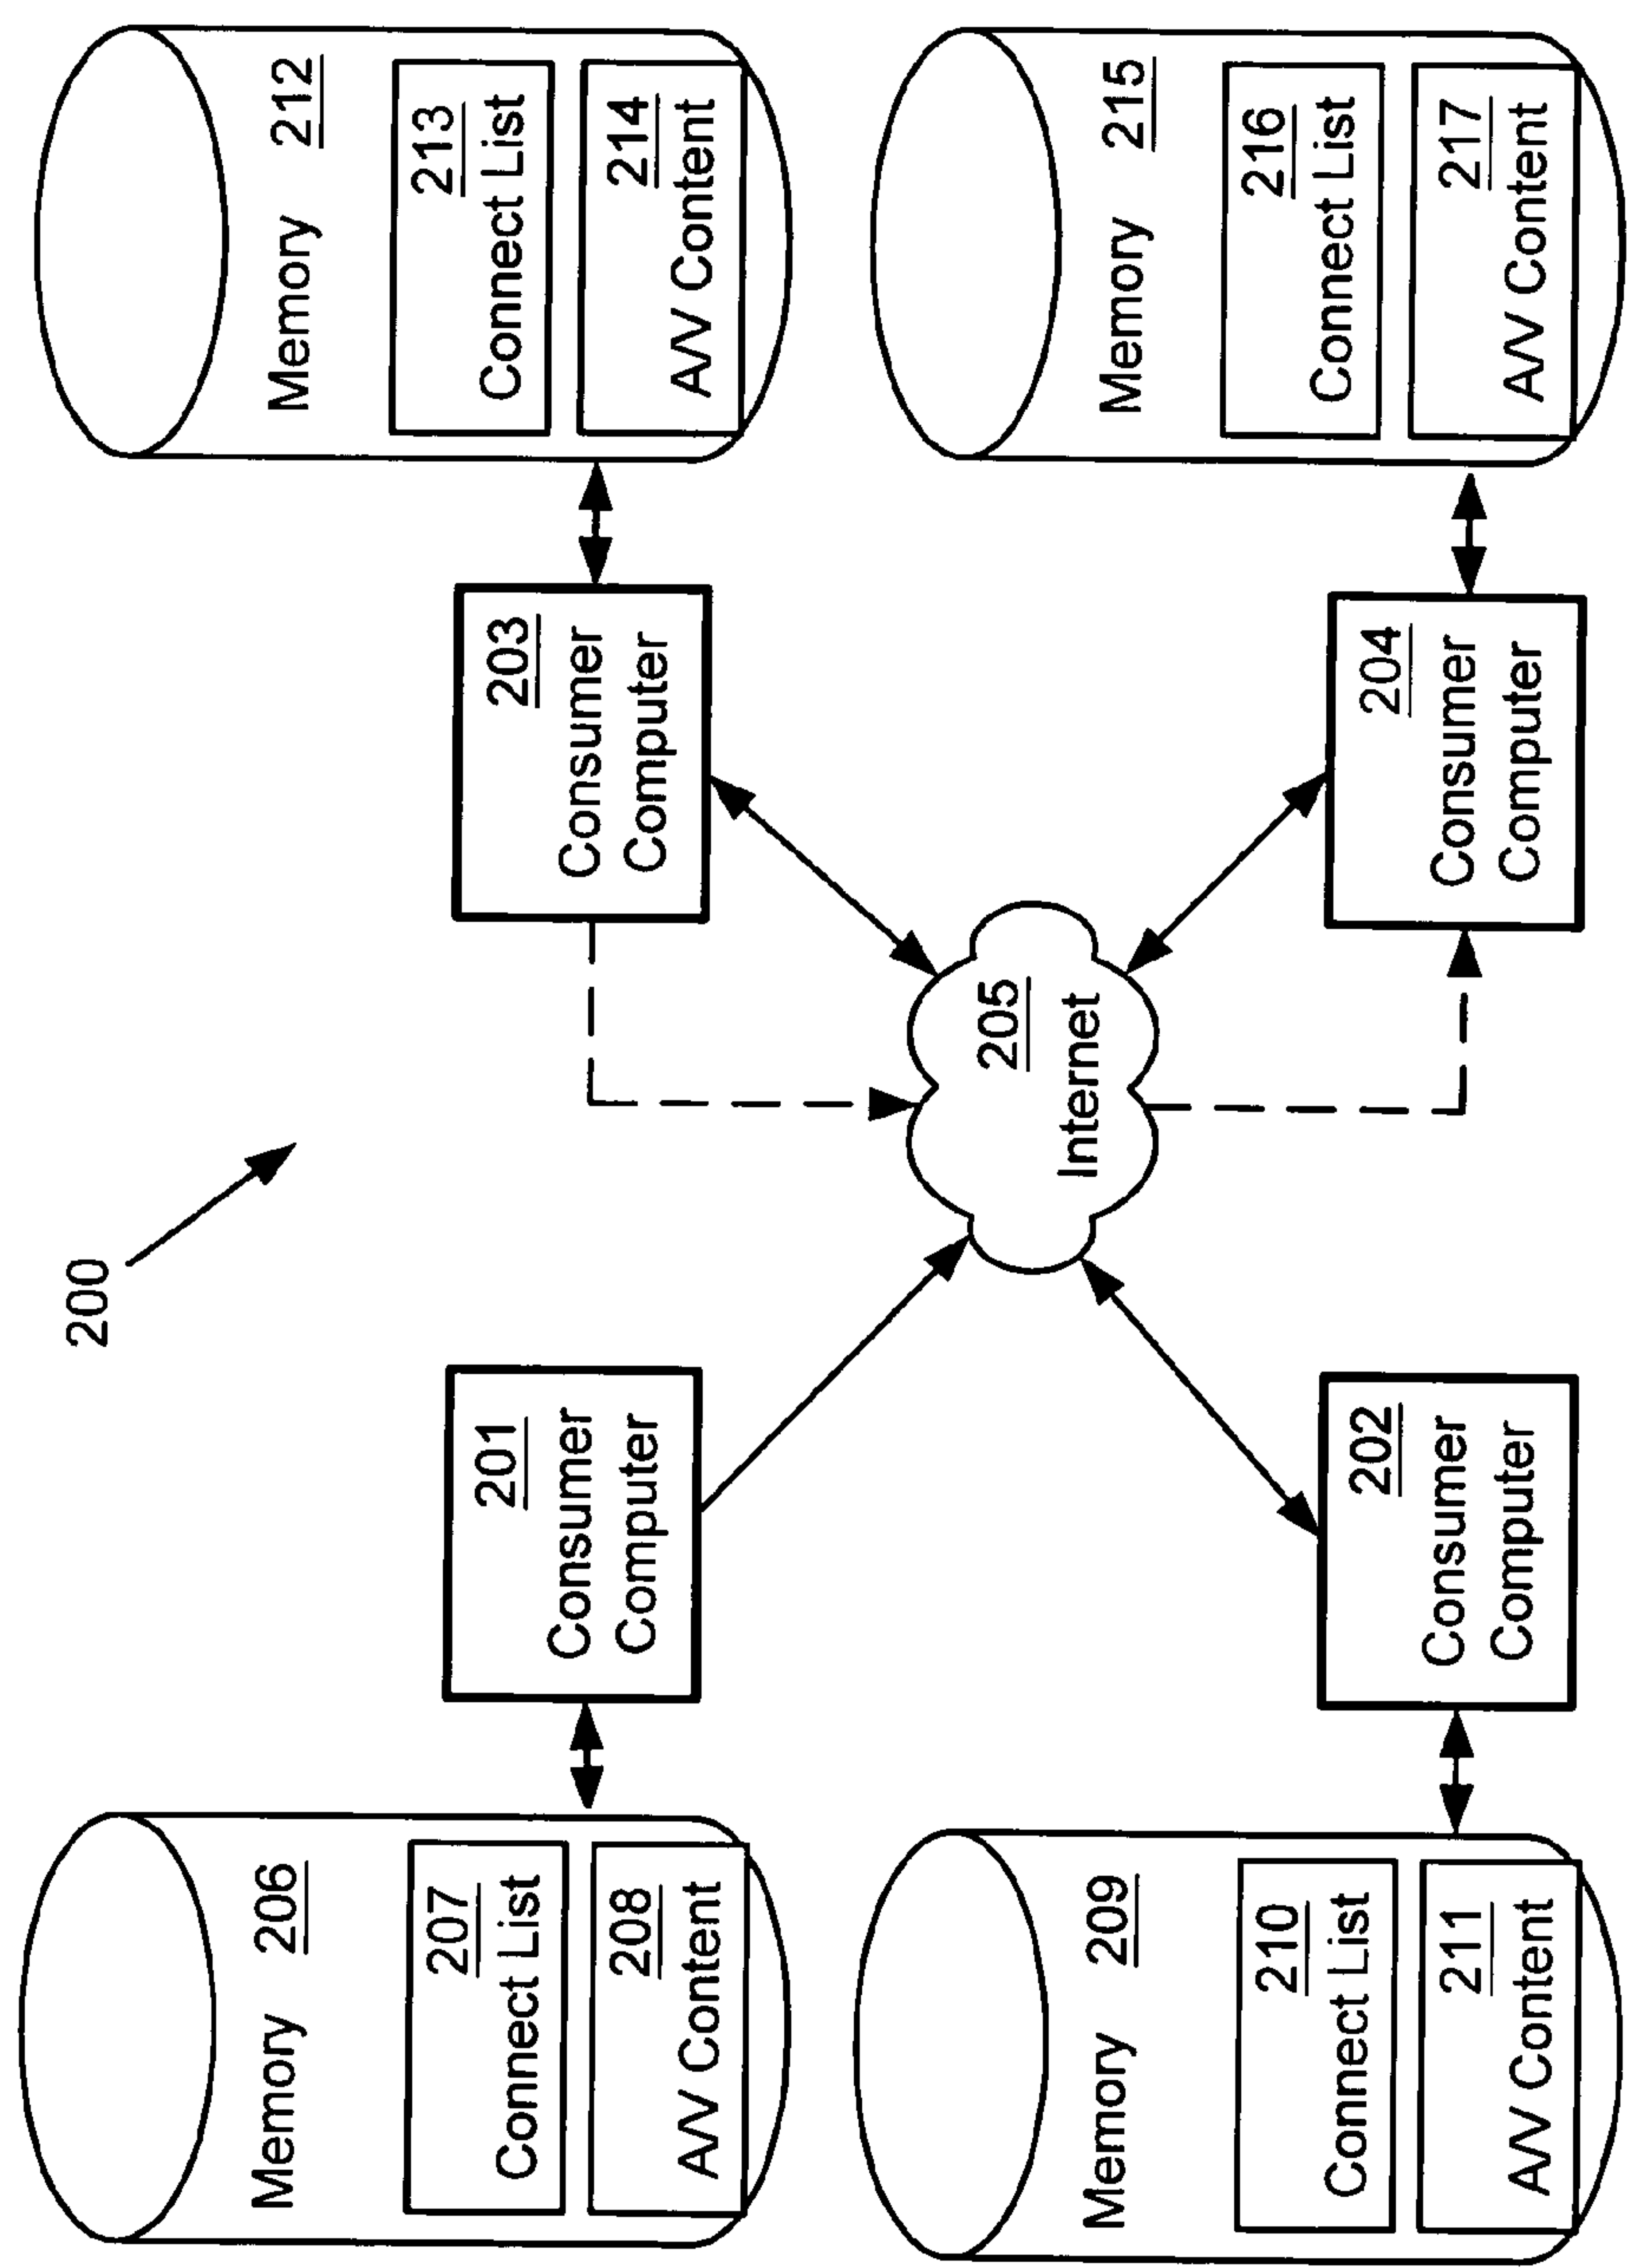 200
206
Memory
207
Connect List
208
A/V Content
201
Consumer
Computer
203
Consumer
Computer
212
Memory
213
Connect List
214
A/V Content
205
Internet
209
Memory
210
Connect List
211
A/V Content
202
Consumer
Computer
204
Consumer
Computer
215
Memory
216
Connect List
217
A/V Content